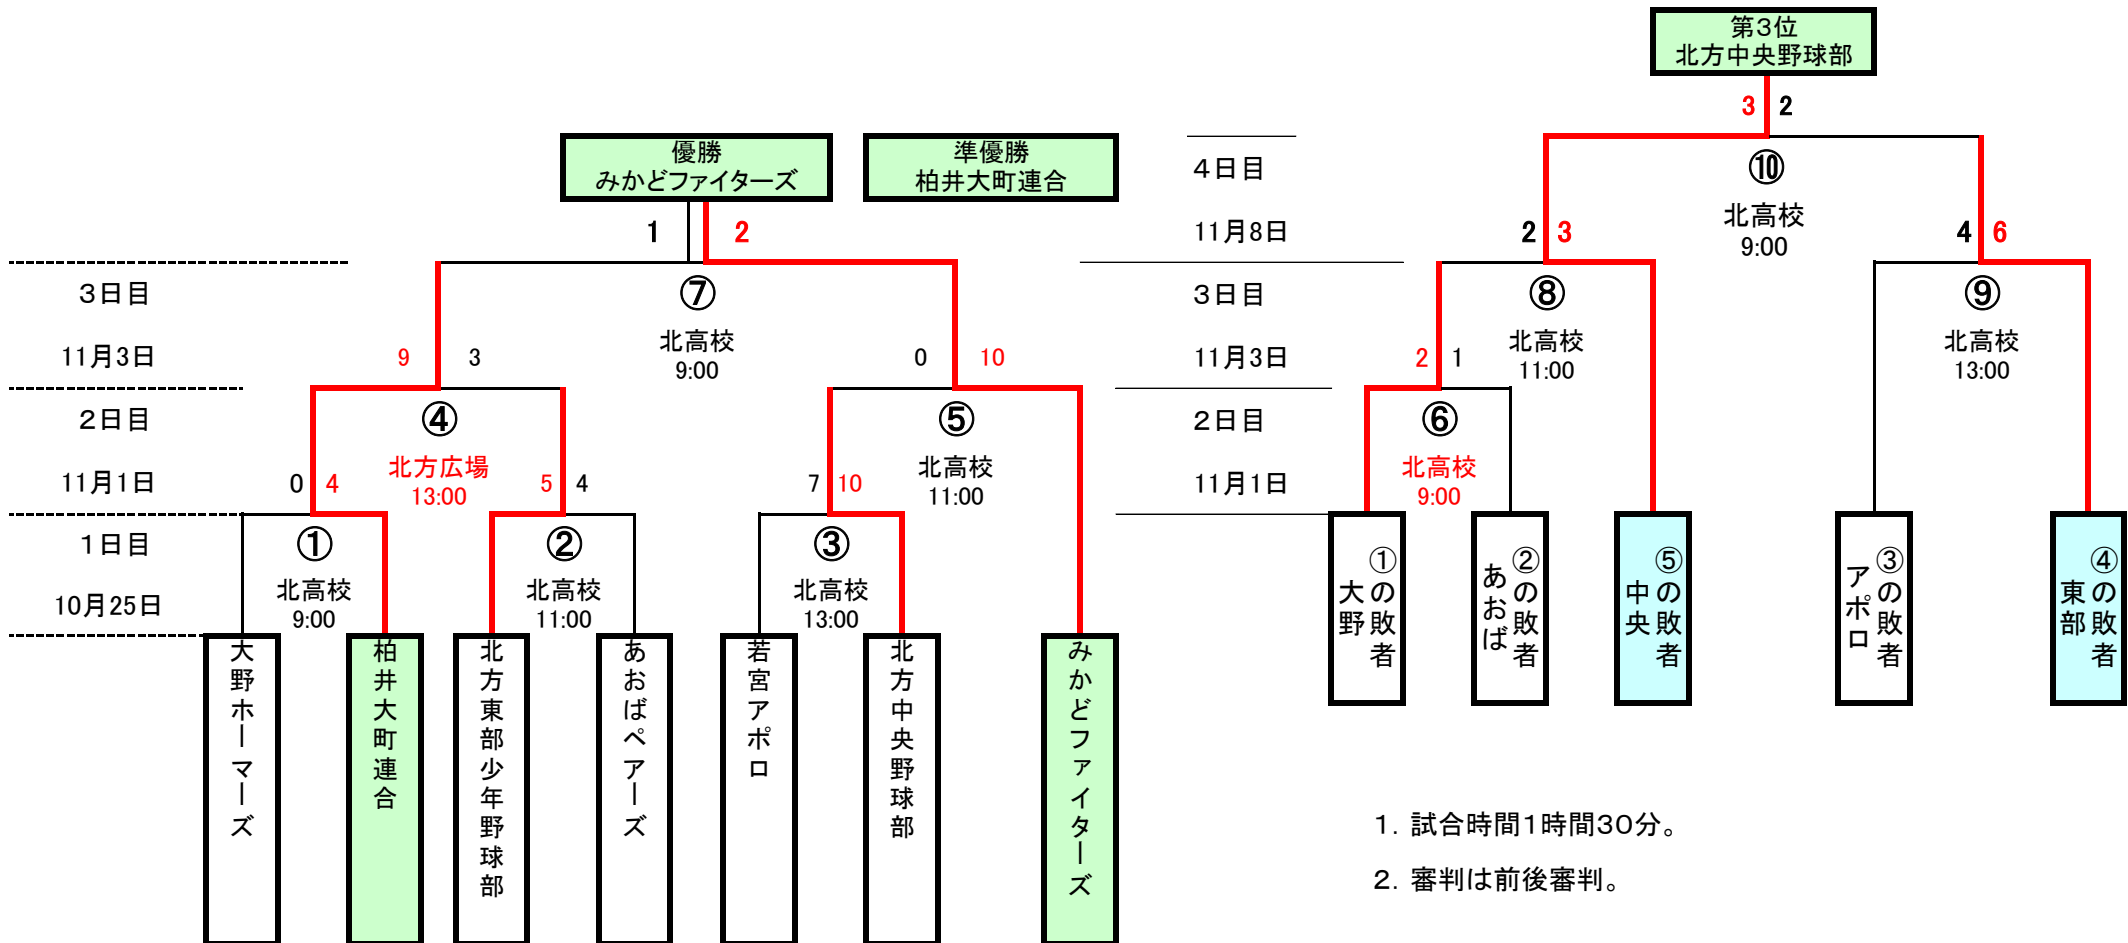 第3位
北方中央野球部
3 2
優勝
みかどファイターズ
準優勝
柏井大町連合
4日目
⑩
北高校
9:00
1 2
11月8日
2 3
4 6
3日目
⑦
北高校
9:00
3日目
⑧
北高校
11:00
⑨
北高校
13:00
11月3日
9 3
0 10
11月3日
2 1
2日目
④
北方広場
13:00
⑤
北高校
11:00
2日目
⑥
北高校
9:00
11月1日
0 4
5 4
7 10
11月1日
1日目
①
北高校
9:00
②
北高校
11:00
③
北高校
13:00
10月25日
①の敗者
大野
②の敗者
あおば
⑤の敗者
中央
③の敗者
アポロ
④の敗者
東部
大野ホーマーズ
柏井大町連合
北方東部少年野球部
あおばベアーズ
若宮アポロ
北方中央野球部
みかどファイターズ
1. 試合時間1時間30分。
2. 審判は前後審判。